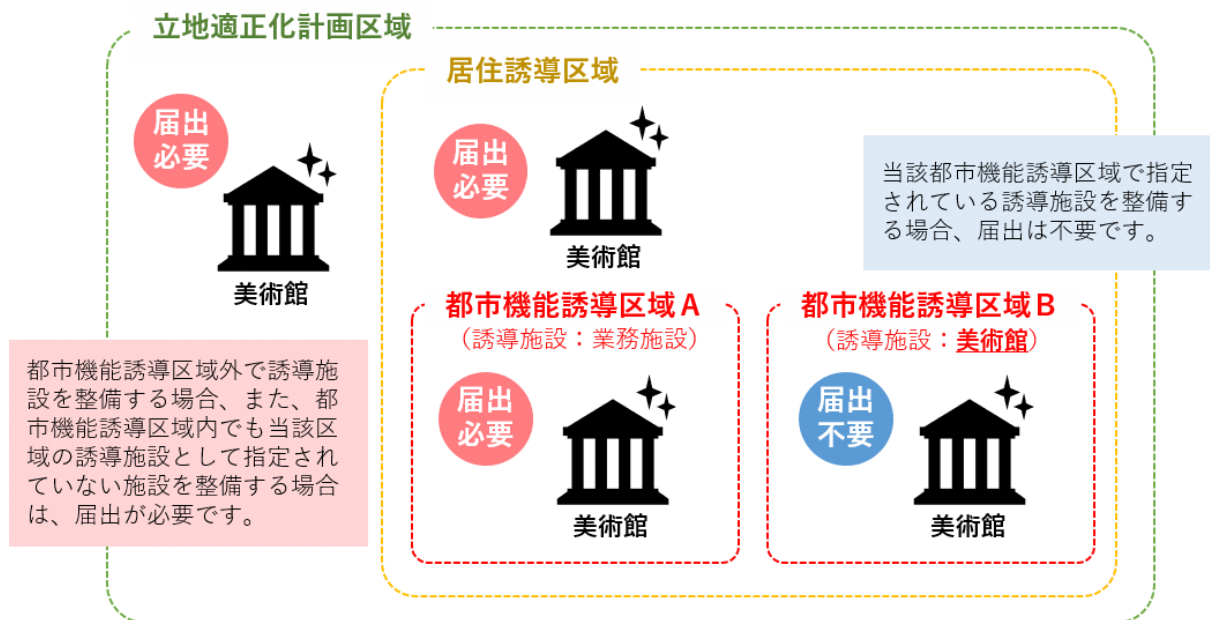 立地適正化計画区域
居住誘導区域
届出
必要
美術館
届出
必要
美術館
当該都市機能誘導区域で指定
されている誘導施設を整備す
る場合、届出は不要です。
都市機能誘導区域外で誘導施
設を整備する場合、また、都
市機能誘導区域内でも当該区
域の誘導施設として指定され
ていない施設を整備する場合
は、届出が必要です。
都市機能誘導区域A
（誘導施設：業務施設）
届出
必要
美術館
都市機能誘導区域B
（誘導施設：美術館）
届出
不要
美術館